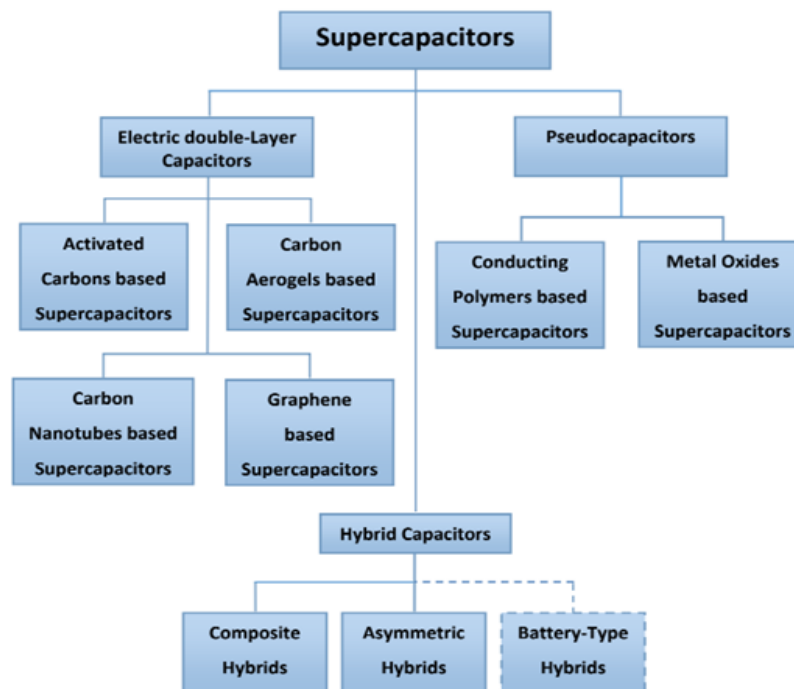 Supercapacitors
Electric double-Layer
Capacitors
Pseudocapacitors
Activated
Carbons based
Supercapacitors
Carbon
Aerogels based
Supercapacitors
Conducting
Polymers based
Supercapacitors
Metal Oxides
based
Supercapacitors
Carbon
Nanotubes based
Supercapacitors
Graphene
based
Supercapacitors
Hybrid Capacitors
Composite
Hybrids
Asymmetric
Hybrids
Battery-Type
Hybrids